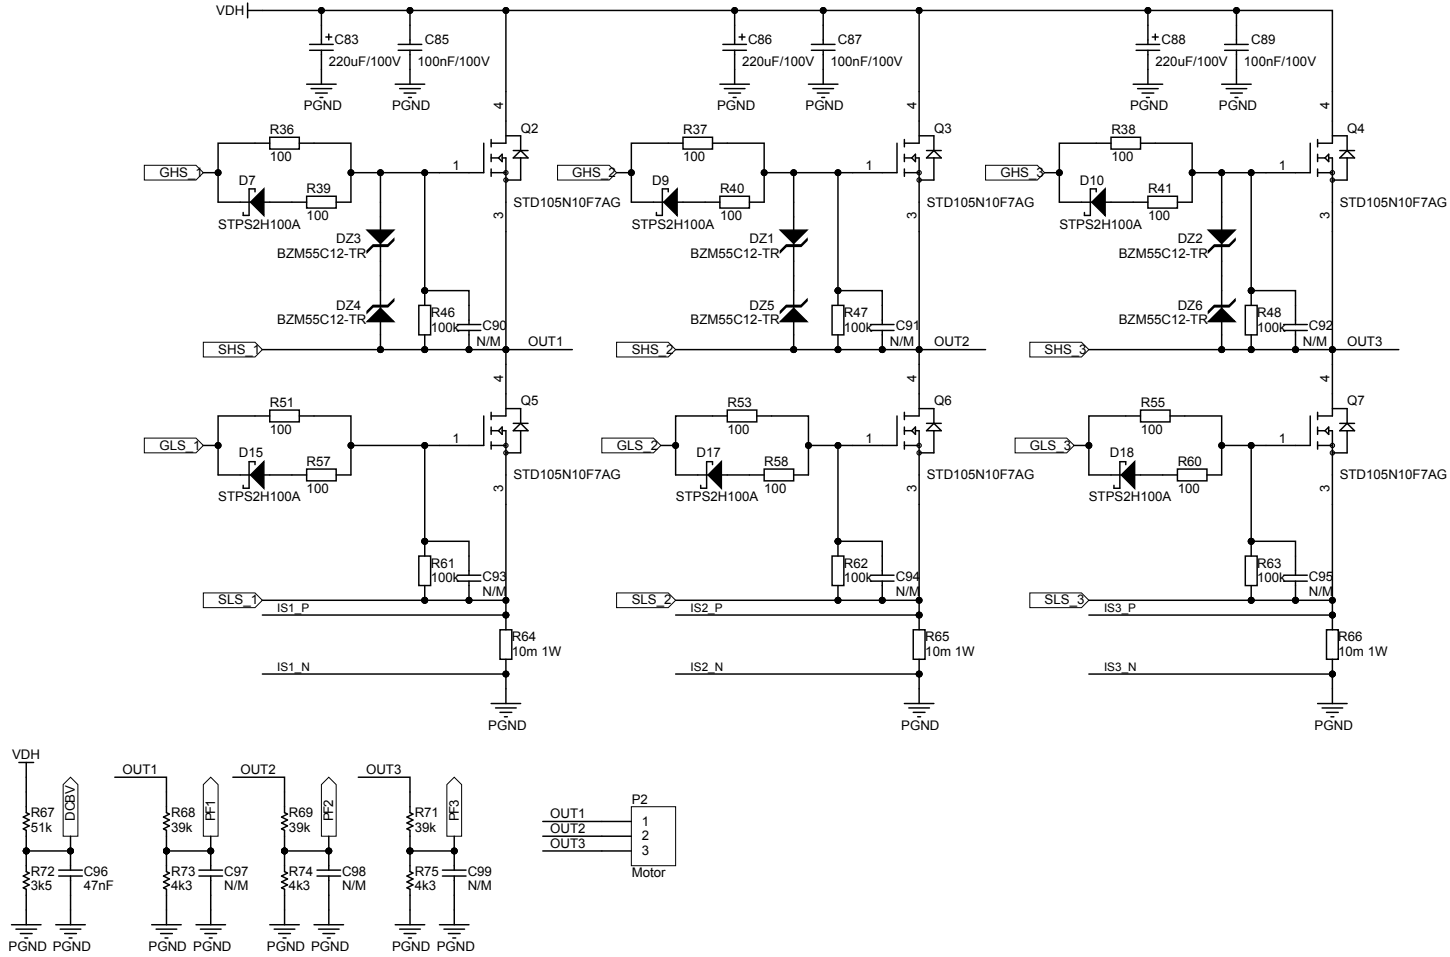 VDH
+ C83
220uF/100V
PGND
C85
100nF/100V
PGND
+ C86
220uF/100V
PGND
C87
100nF/100V
PGND
+ C88
220uF/100V
PGND
C89
100nF/100V
PGND
GHS_1
R36
100
D7
STPS2H100A
R39
100
1
4
Q2
3
STD105N10F7AG
DZ3
BZM55C12-TR
DZ4
BZM55C12-TR
R46
100k
C90
N/M
SHS_1
OUT1
GHS_2
R37
100
D9
STPS2H100A
R40
100
1
4
Q3
3
STD105N10F7AG
DZ1
BZM55C12-TR
DZ5
BZM55C12-TR
R47
100k
C91
N/M
SHS_2
OUT2
GHS_3
R38
100
D10
STPS2H100A
R41
100
1
4
Q4
3
STD105N10F7AG
DZ2
BZM55C12-TR
DZ6
BZM55C12-TR
R48
100k
C92
N/M
SHS_3
OUT3
GLS_1
R51
100
D15
STPS2H100A
R57
100
1
4
Q5
3
STD105N10F7AG
R61
100k
C93
N/M
SLS_1
IS1_P
R64
10m 1W
IS1_N
PGND
GLS_2
R53
100
D17
STPS2H100A
R58
100
1
4
Q6
3
STD105N10F7AG
R62
100k
C94
N/M
SLS_2
IS2_P
R65
10m 1W
IS2_N
PGND
GLS_3
R55
100
D18
STPS2H100A
R60
100
1
4
Q7
3
STD105N10F7AG
R63
100k
C95
N/M
SLS_3
IS3_P
R66
10m 1W
IS3_N
PGND
VDH
R67
51k
DCBV
R72
3k5
C96
47nF
PGND
PGND
OUT1
R68
39k
PF1
R73
4k3
C97
N/M
PGND
PGND
OUT2
R69
39k
PF2
R74
4k3
C98
N/M
PGND
PGND
OUT3
R71
39k
PF3
R75
4k3
C99
N/M
PGND
PGND
P2
OUT1
1
OUT2
2
OUT3
3
Motor